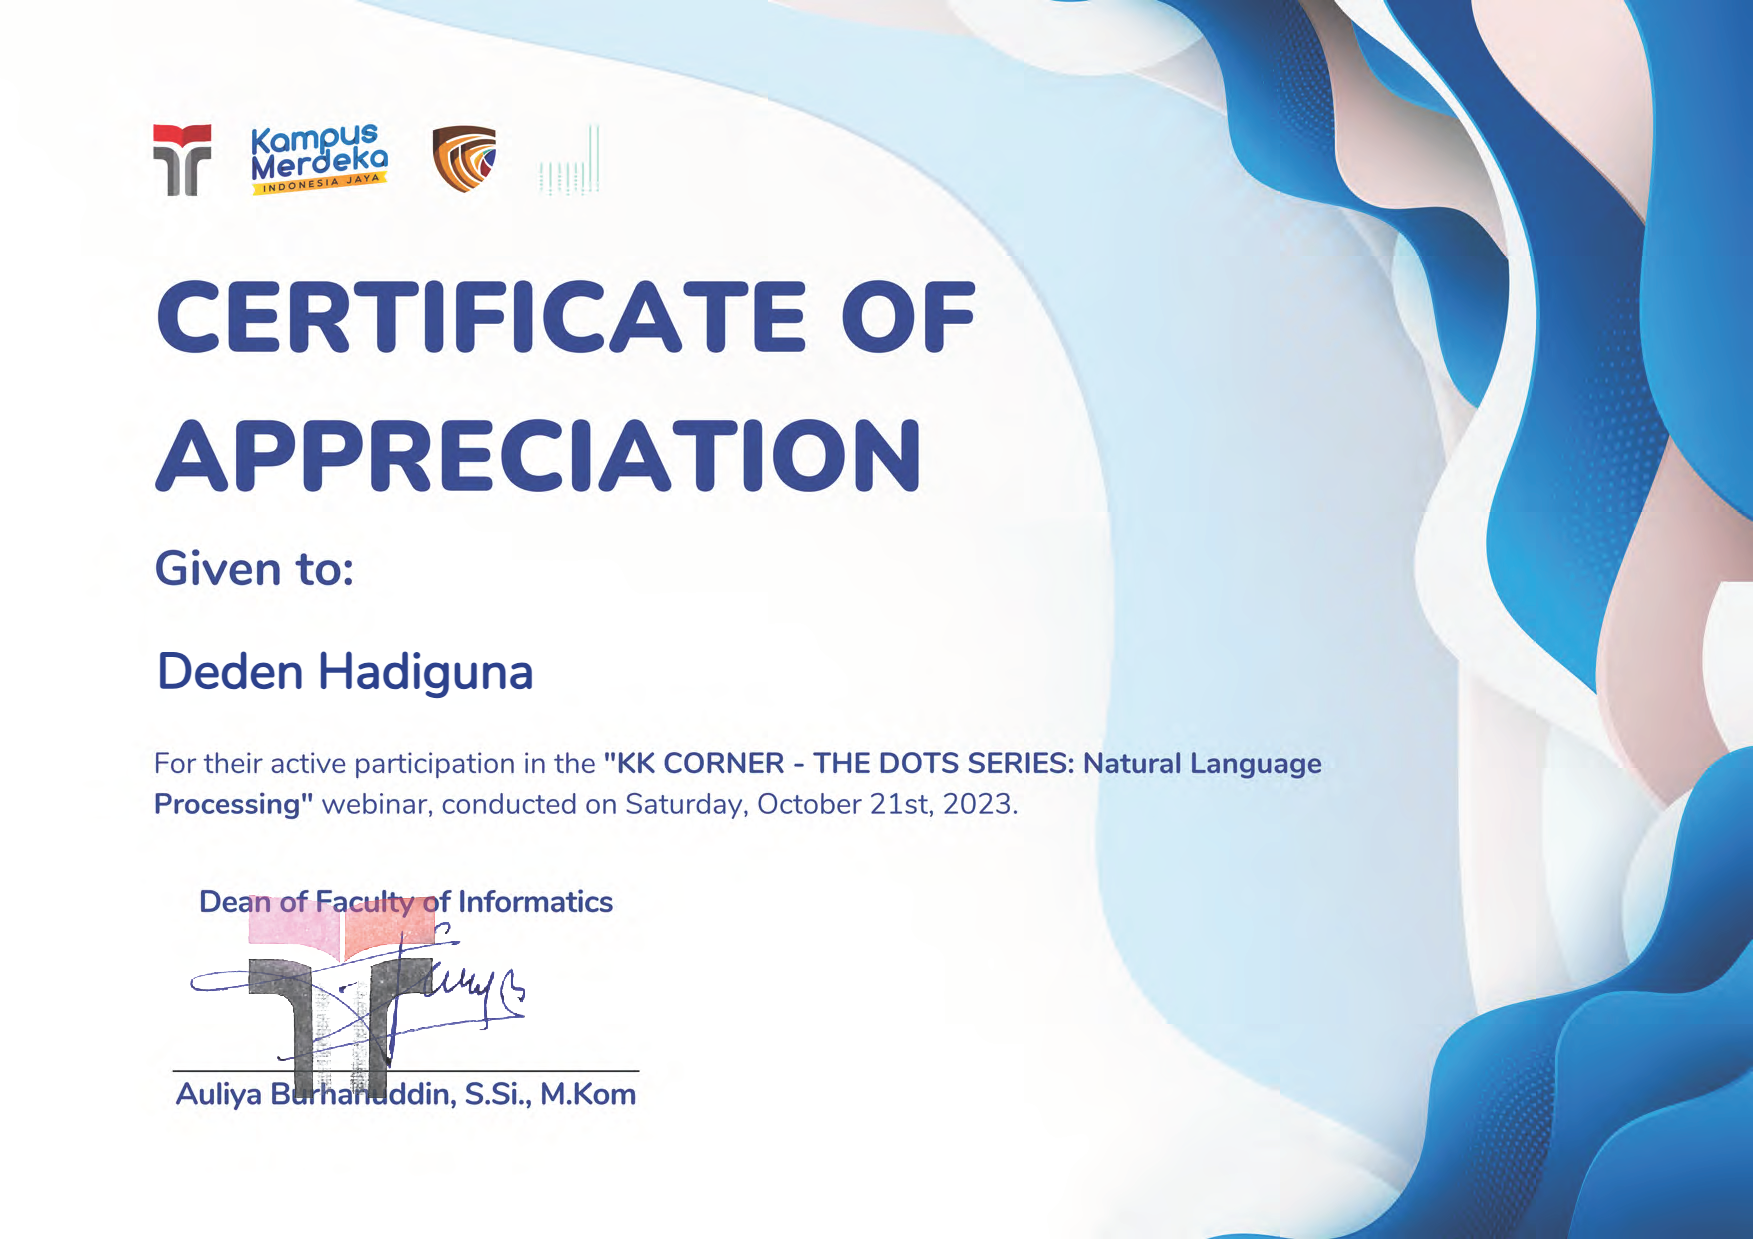 Kampus
Merdeka
INDONESIA JAYA
CERTIFICATE OF
APPRECIATION
Given to:
Deden Hadiguna
For their active participation in the "KK CORNER - THE DOTS SERIES: Natural Language
Processing" webinar, conducted on Saturday, October 21st, 2023.
Dean of Faculty of Informatics
Auliya Burhanuddin, S.Si., M.Kom